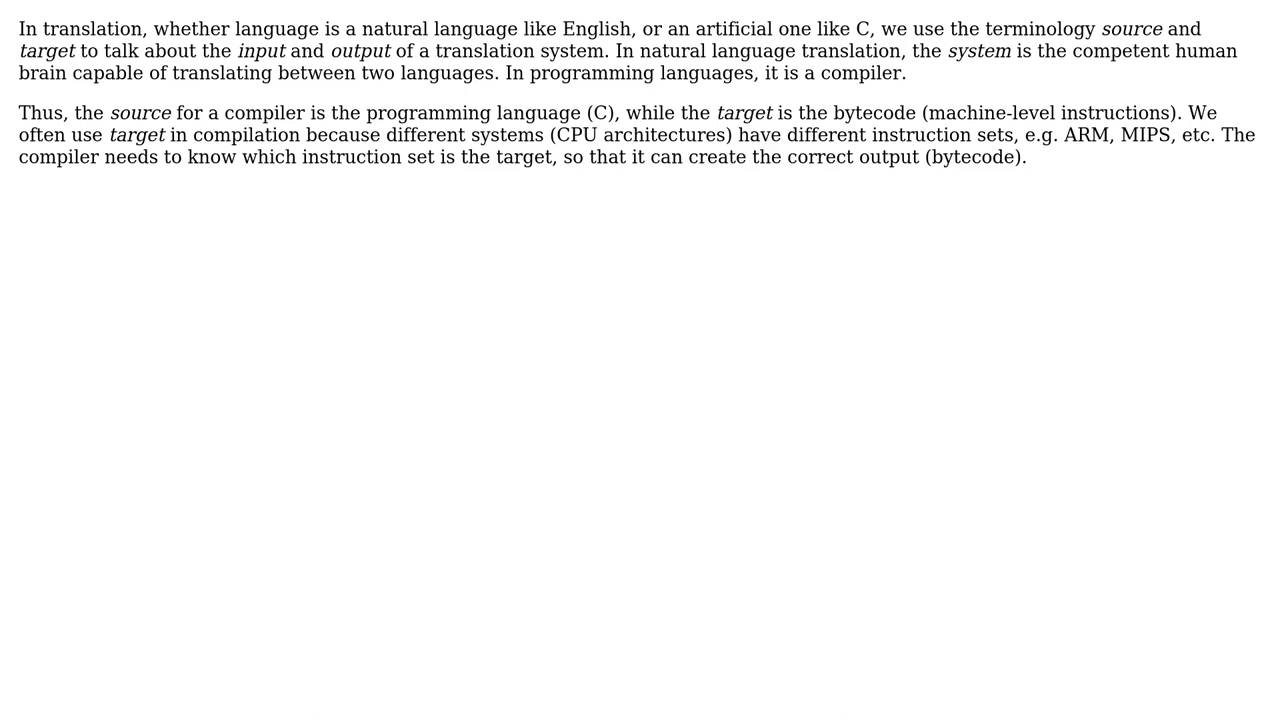 In translation, whether language is a natural language like English, or an artificial one like C, we use the terminology source and
target to talk about the input and output of a translation system. In natural language translation, the system is the competent human
brain capable of translating between two languages. In programming languages, it is a compiler.
Thus, the source for a compiler is the programming language (C), while the target is the bytecode (machine-level instructions). We
often use target in compilation because different systems (CPU architectures) have different instruction sets, e.g. ARM, MIPS, etc. The
compiler needs to know which instruction set is the target, so that it can create the correct output (bytecode).